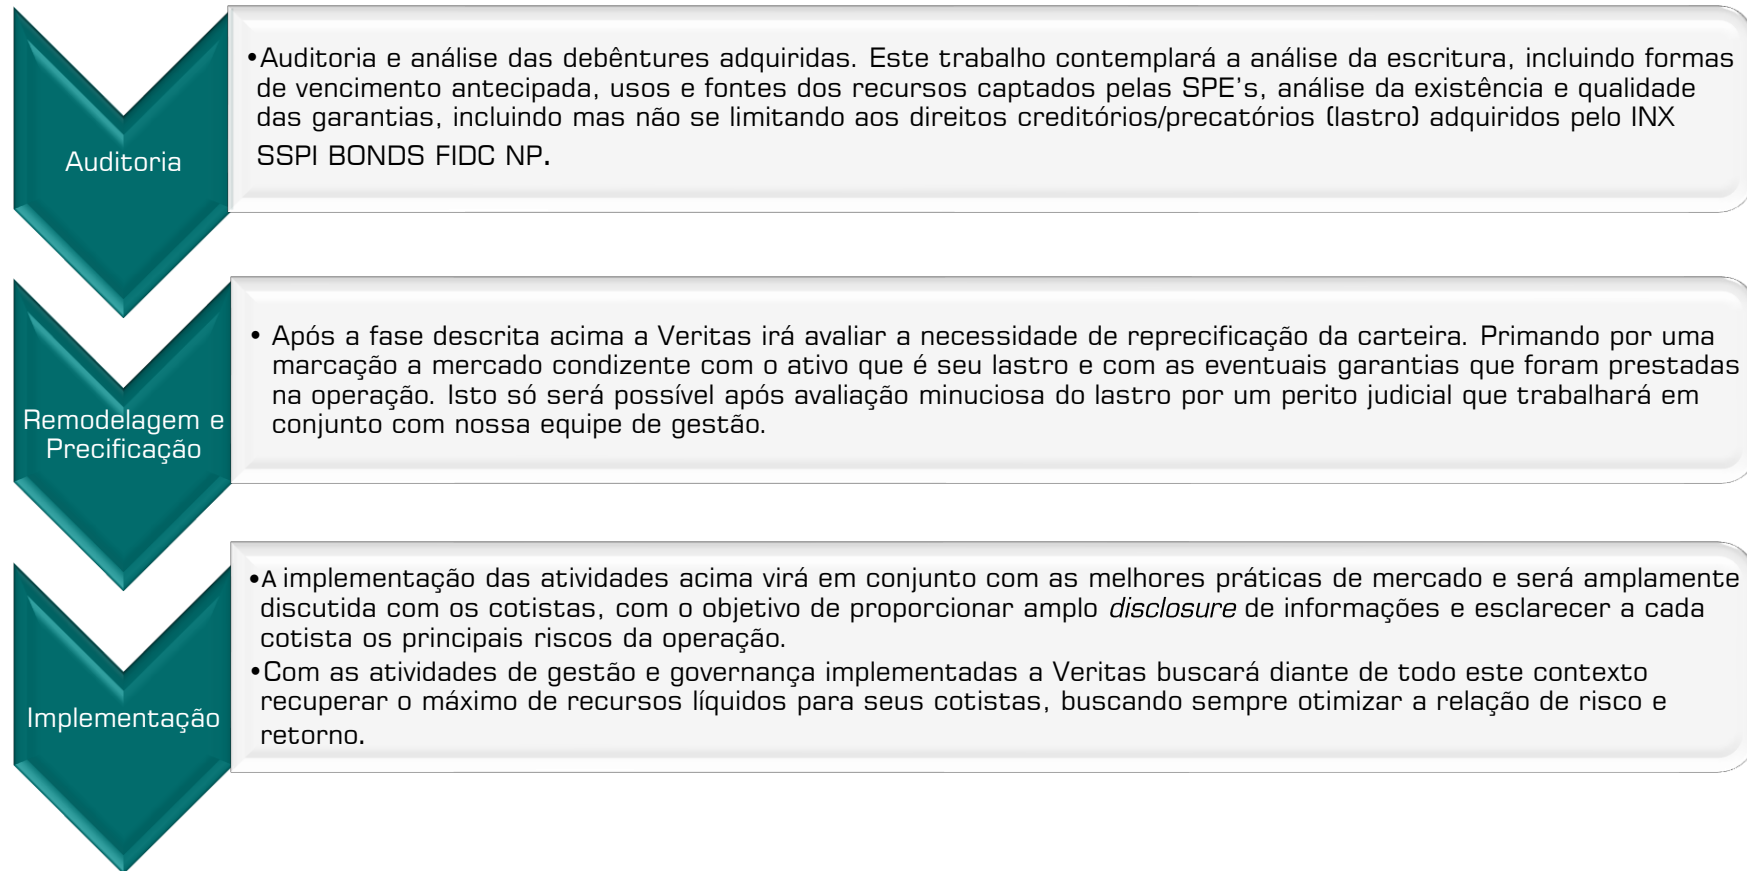 Auditoria
•Auditoria e análise das debêntures adquiridas. Este trabalho contemplará a análise da escritura, incluindo formas
de vencimento antecipada, usos e fontes dos recursos captados pelas SPE's, análise da existência e qualidade
das garantias, incluindo mas não se limitando aos direitos creditórios/precatórios (lastro) adquiridos pelo INX
SSPI BONDS FIDC NP.
Remodelagem e
Precificação
• Após a fase descrita acima a Veritas irá avaliar a necessidade de reprecificação da carteira. Primando por uma
marcação a mercado condizente com o ativo que é seu lastro e com as eventuais garantias que foram prestadas
na operação. Isto só será possível após avaliação minuciosa do lastro por um perito judicial que trabalhará em
conjunto com nossa equipe de gestão.
Implementação
•A implementação das atividades acima virá em conjunto com as melhores práticas de mercado e será amplamente
discutida com os cotistas, com o objetivo de proporcionar amplo disclosure de informações e esclarecer a cada
cotista os principais riscos da operação.
•Com as atividades de gestão e governança implementadas a Veritas buscará diante de todo este contexto
recuperar o máximo de recursos líquidos para seus cotistas, buscando sempre otimizar a relação de risco e
retorno.